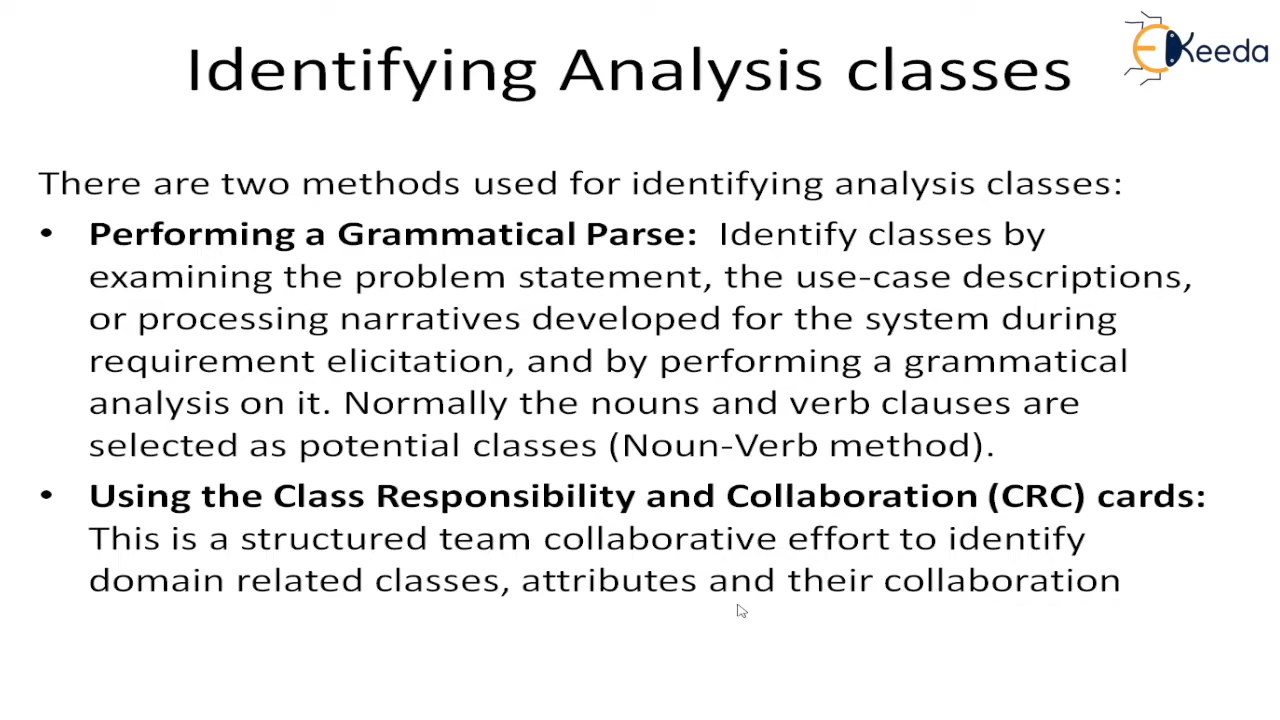 Identifying Analysis classes
EKeeda
There are two methods used for identifying analysis classes:
• Performing a Grammatical Parse: Identify classes by
examining the problem statement, the use-case descriptions,
or processing narratives developed for the system during
requirement elicitation, and by performing a grammatical
analysis on it. Normally the nouns and verb clauses are
selected as potential classes (Noun-Verb method).
• Using the Class Responsibility and Collaboration (CRC) cards:
This is a structured team collaborative effort to identify
domain related classes, attributes and their collaboration